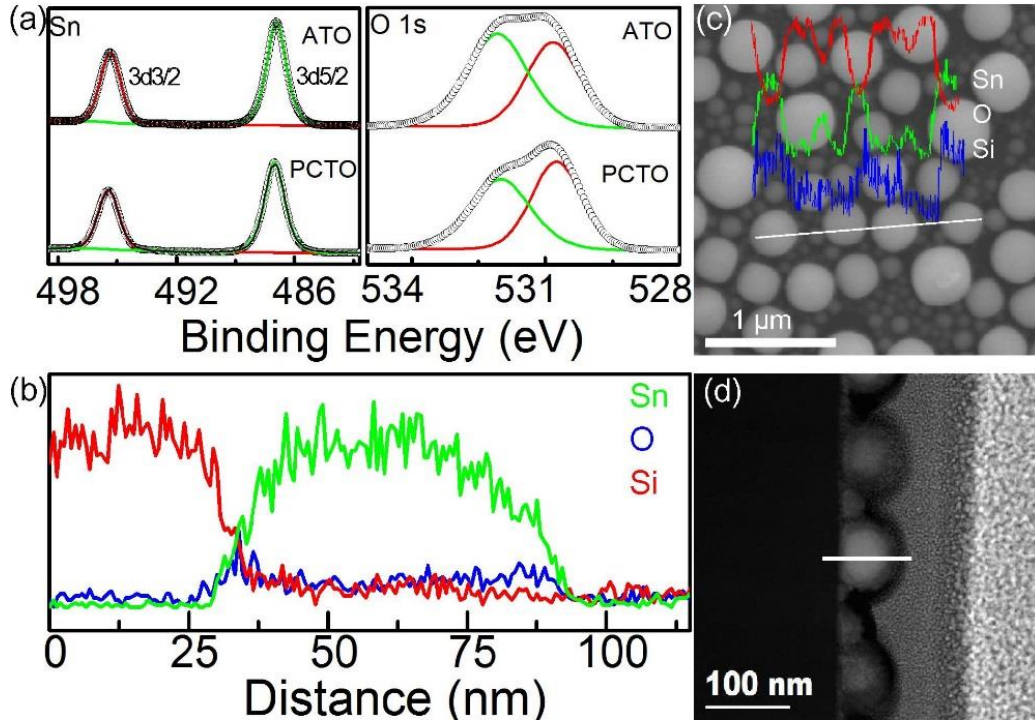 (a)
Sn
ATO
3d3/2
3d5/2
PCTO
498
492
486
O 1s
ATO
PCTO
534
531
528
Binding Energy (eV)
(c)
Sn
O
Si
1 µm
(b)
Sn
O
Si
0
25
50
75
100
Distance (nm)
(d)
100 nm